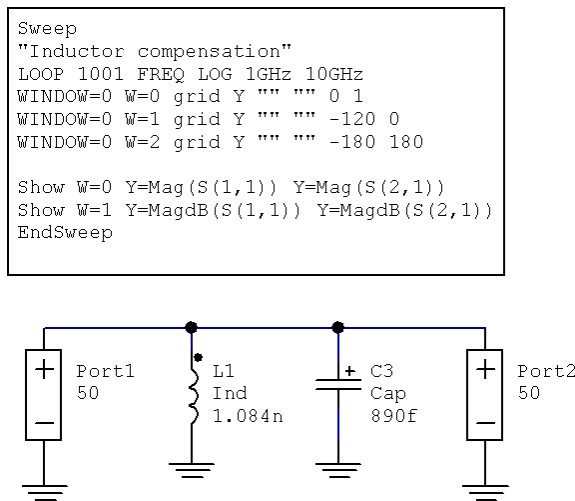 Sweep
"Inductor compensation"
LOOP 1001 FREQ LOG 1GHz 10GHz
WINDOW=0 W=0 grid Y "" "" 0 1
WINDOW=0 W=1 grid Y "" "" -120 0
WINDOW=0 W=2 grid Y "" "" -180 180
Show W=0 Y=Mag(S(1,1)) Y=Mag(S(2,1))
Show W=1 Y=MagdB(S(1,1)) Y=MagdB(S(2,1))
EndSweep
Port1
50
L1
Ind
1.084n
C3
Cap
890f
Port2
50